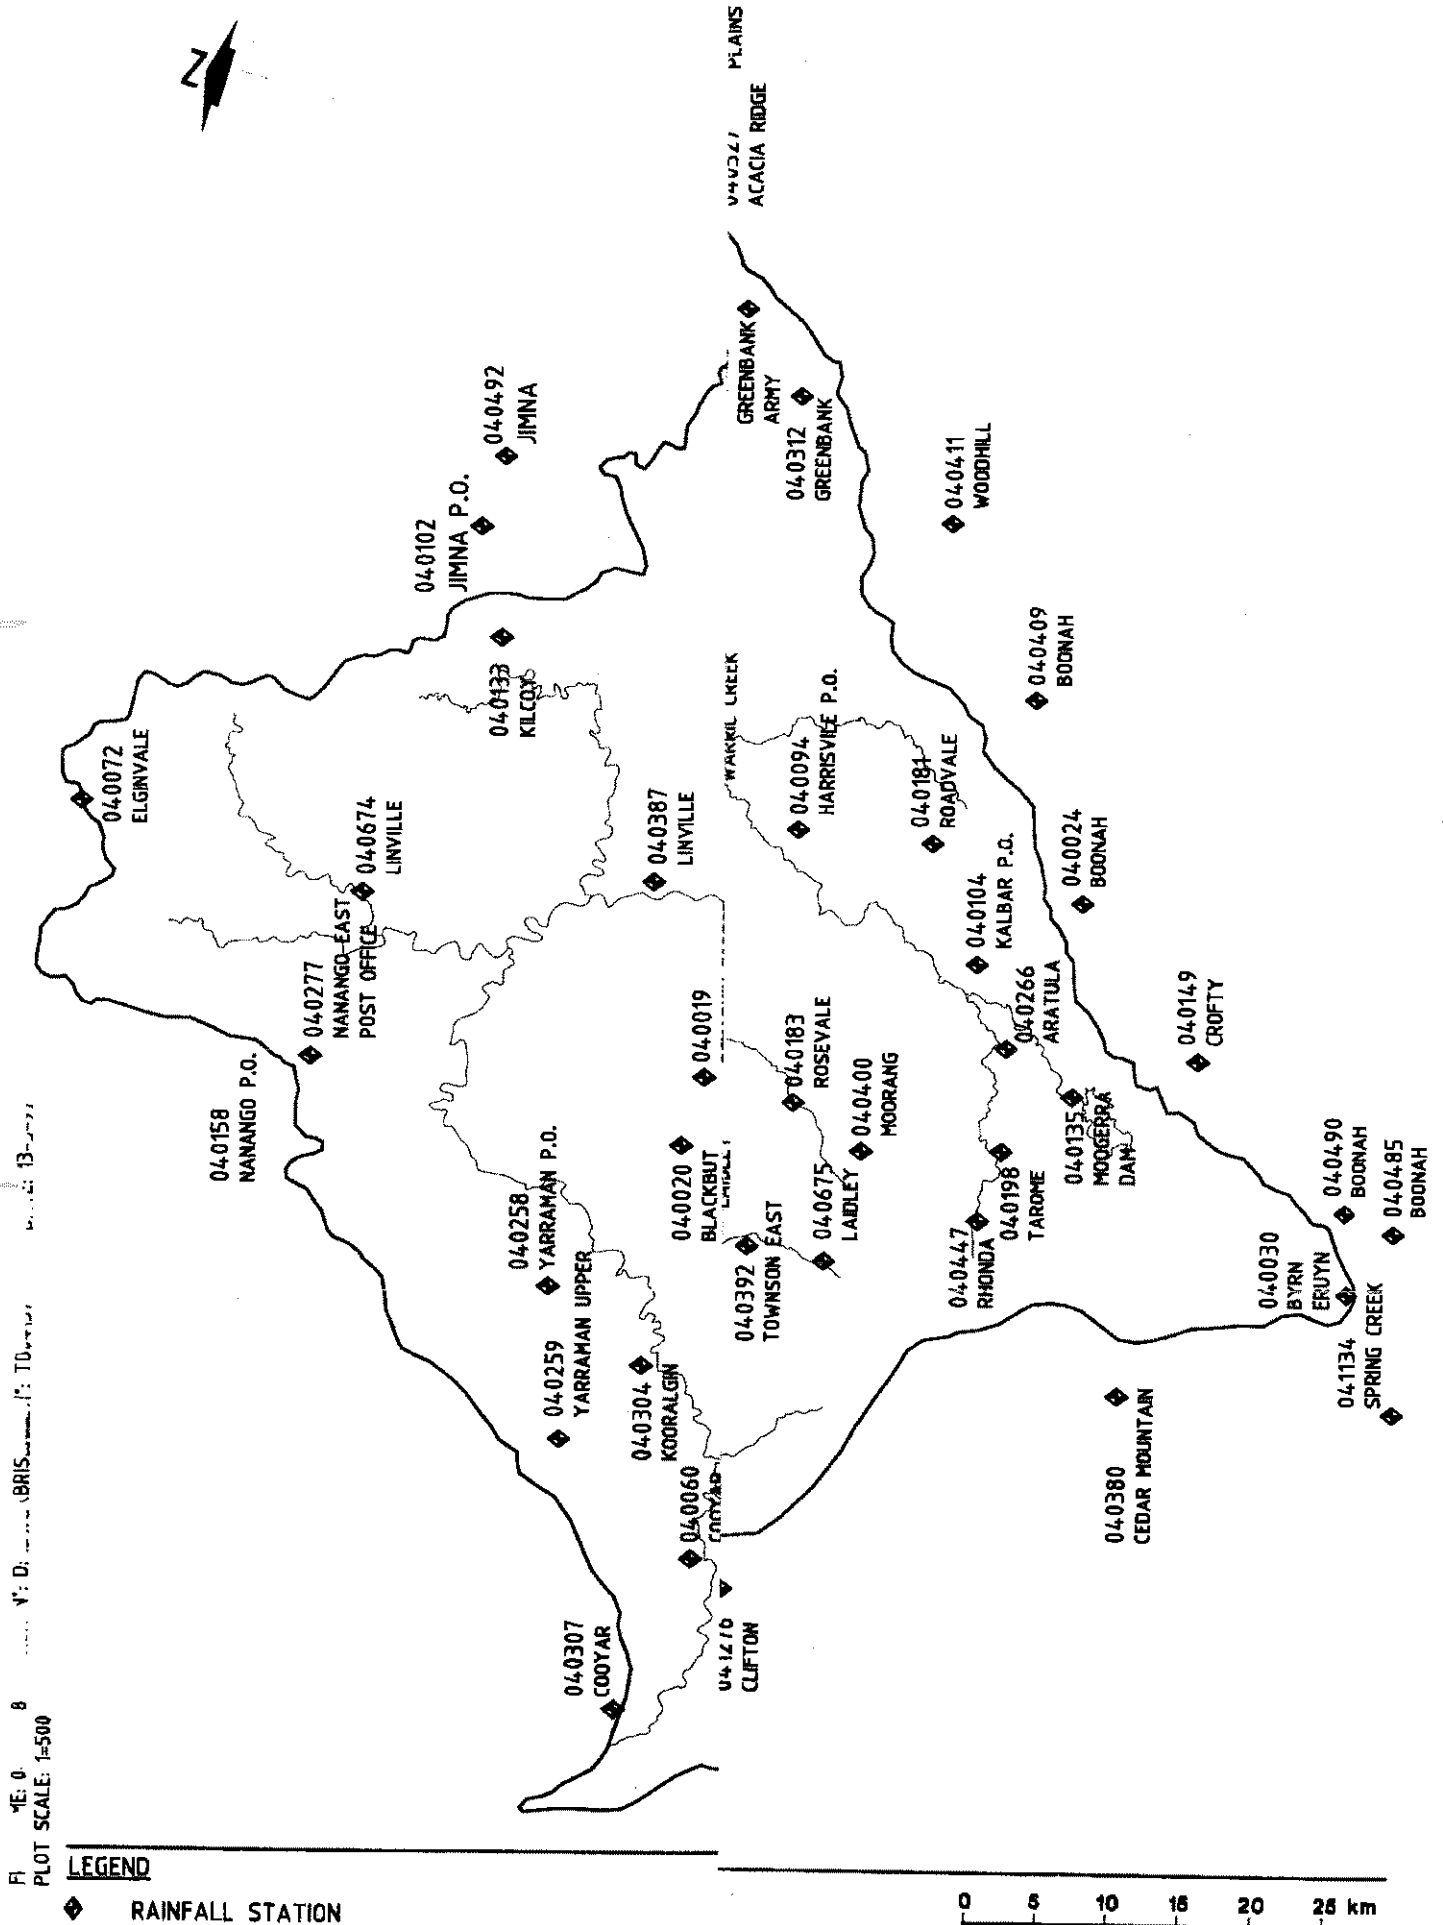 PLOT SCALE: 1=500
LEGEND
RAINFALL STATION
0 5 10 15 20 25 km
N
PLAINS
ACACIA RIDGE
040492
JIMNA
040102
JIMNA P.O.
040133
KILCOY
040072
ELGINVALE
040674
LINVILLE
040277
NANANGO EAST
POST OFFICE
040158
NANANGO P.O.
040387
LINVILLE
040019
040020
BLACKBUT
040258
YARRAMAN P.O.
040259
YARRAMAN UPPER
040304
KOORALGIN
040060
COOYAR
040307
COOYAR
CLIFTON
GREENBANK
ARMY
040312
GREENBANK
040411
WOODHILL
040409
BOONAH
CREEK
040094
HARRISVILE P.O.
040181
ROADVALE
040104
KALBAR P.O.
040024
BOONAH
040266
ARATULA
040149
CROFTY
040183
ROSEVALE
040400
MOORANG
040675
LAIDLEY
040392
TOWNSON EAST
040135
MOOGERRA
DAM
040198
TAROME
040447
RHONDA
040490
BOONAH
040485
BOONAH
040030
BYRN
ERUYN
041134
SPRING CREEK
040380
CEDAR MOUNTAIN